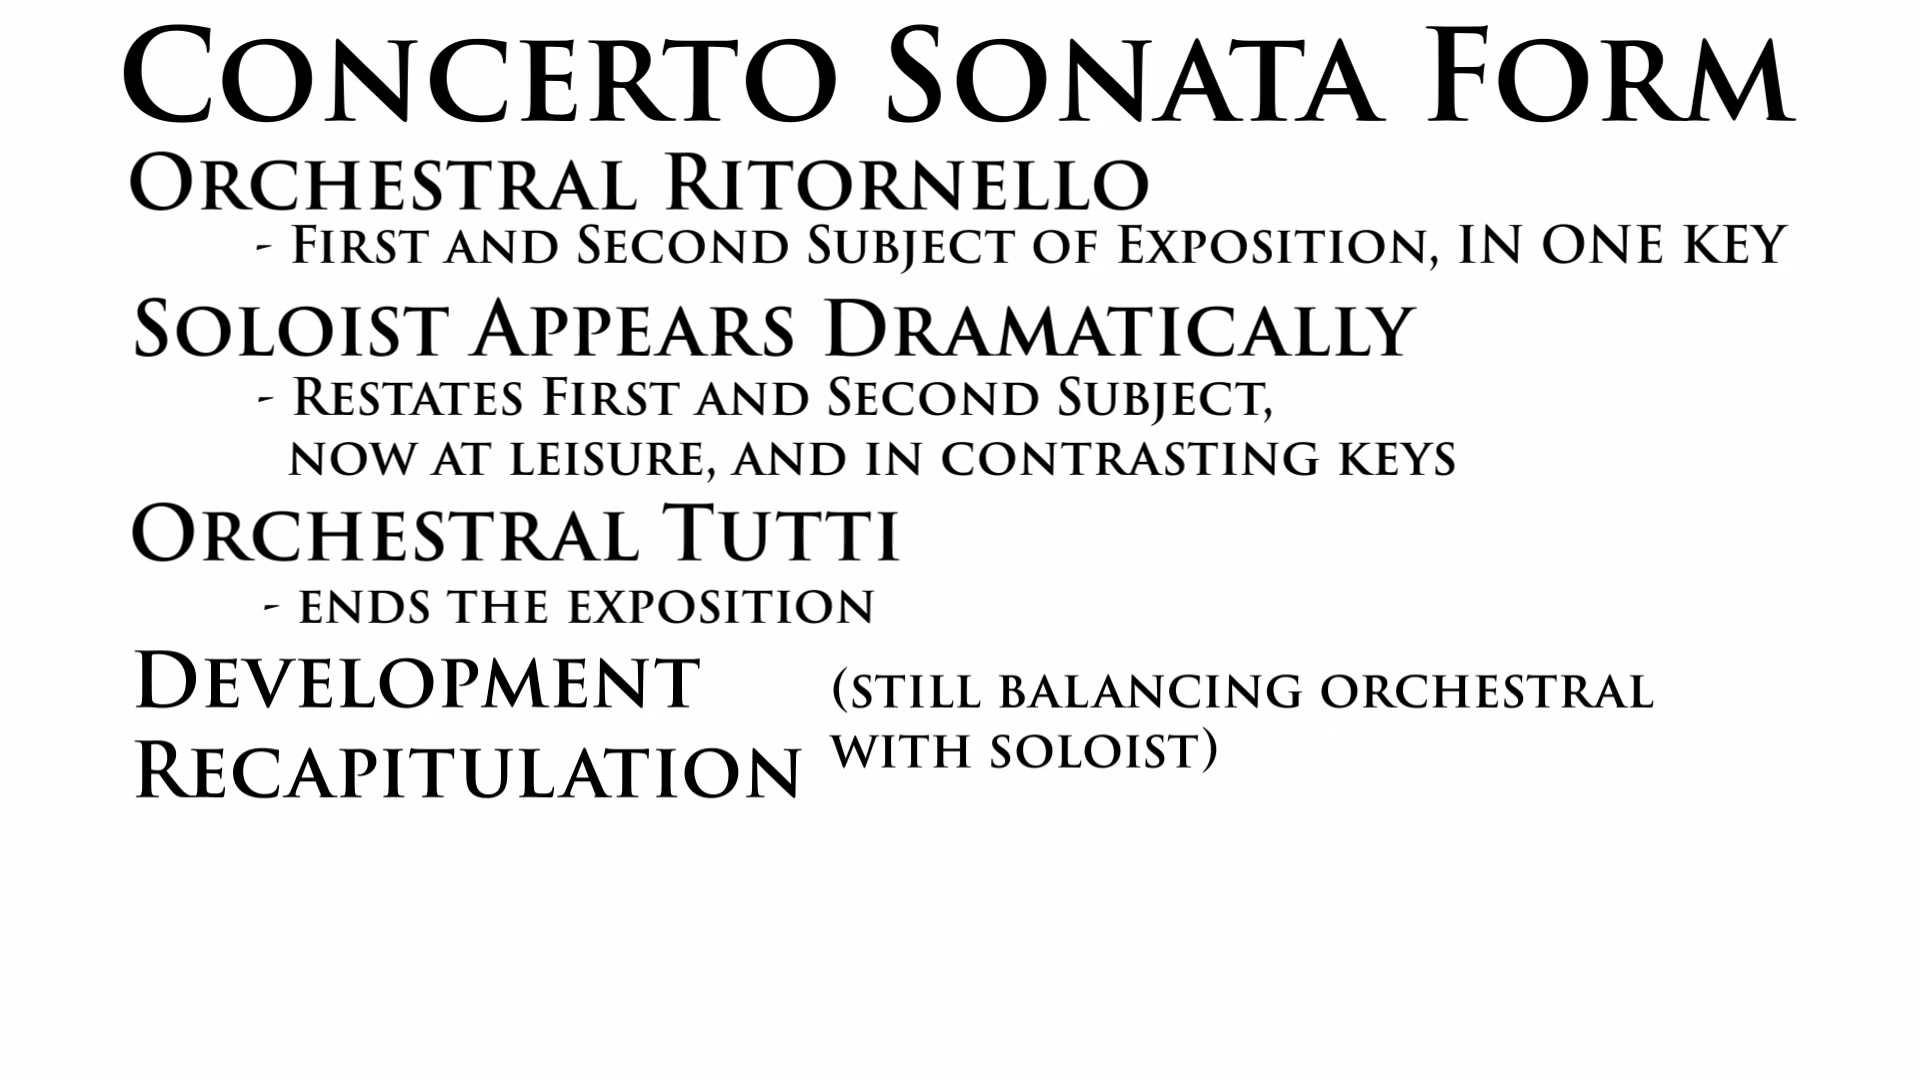 Concerto Sonata Form
Orchestral Ritornello
- First and Second Subject of Exposition, IN ONE KEY
Soloist Appears Dramatically
- Restates First and Second Subject,
now at leisure, and in contrasting keys
Orchestral Tutti
- ends the exposition
Development
(still balancing orchestral
with soloist)
Recapitulation